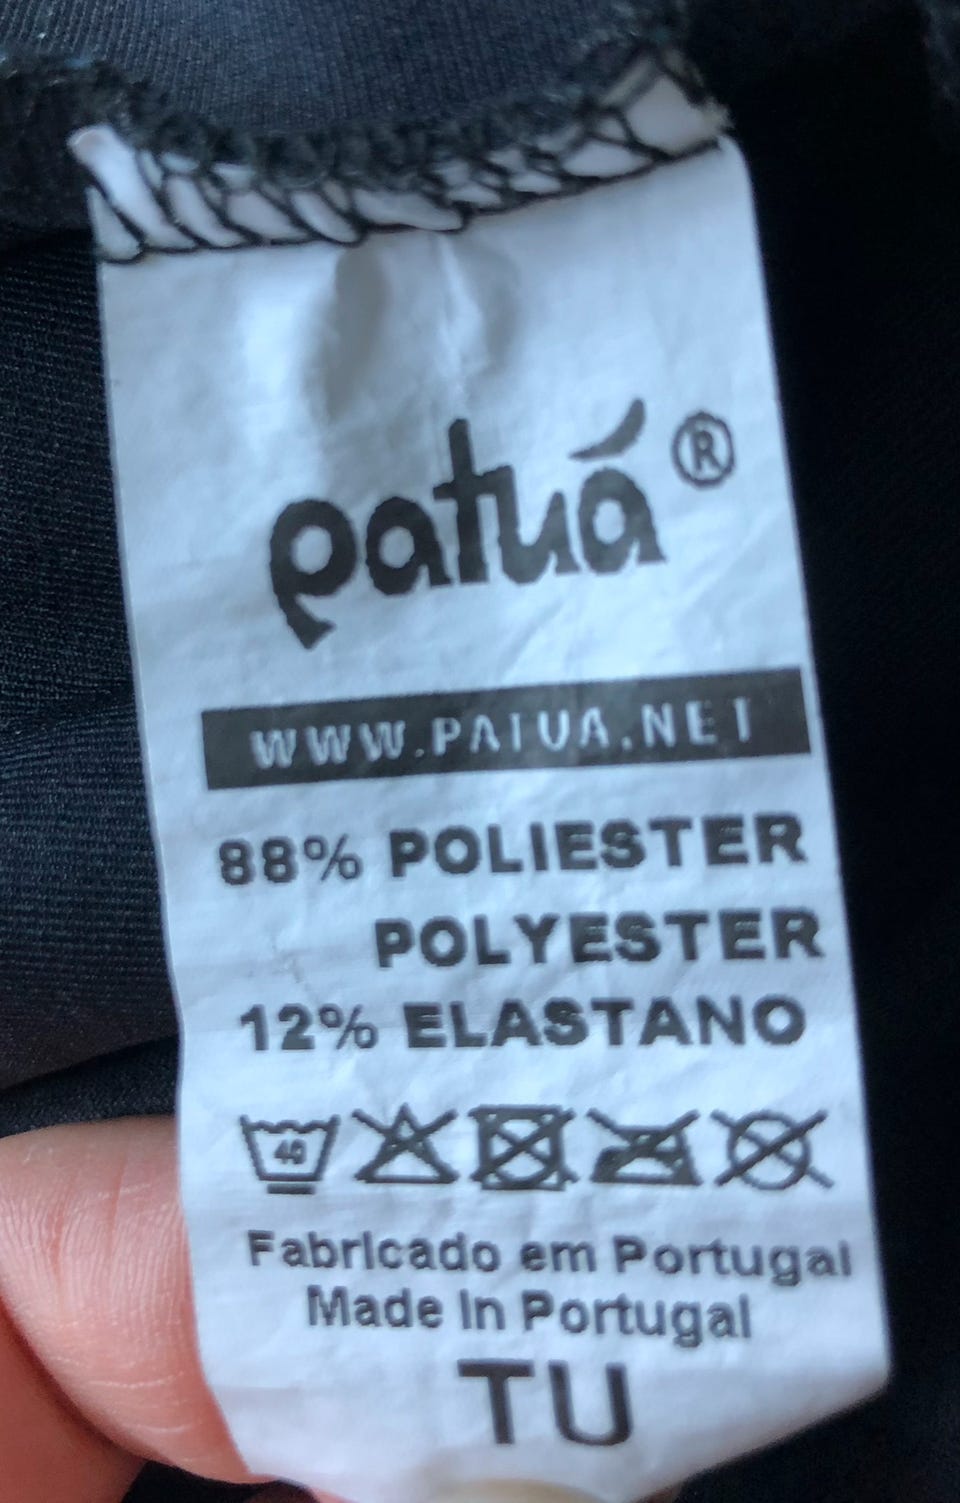 patuá ®
WWW.PATUA.NET
88% POLIESTER
POLYESTER
12% ELASTANO
40
Fabricado em Portugal
Made In Portugal
TU